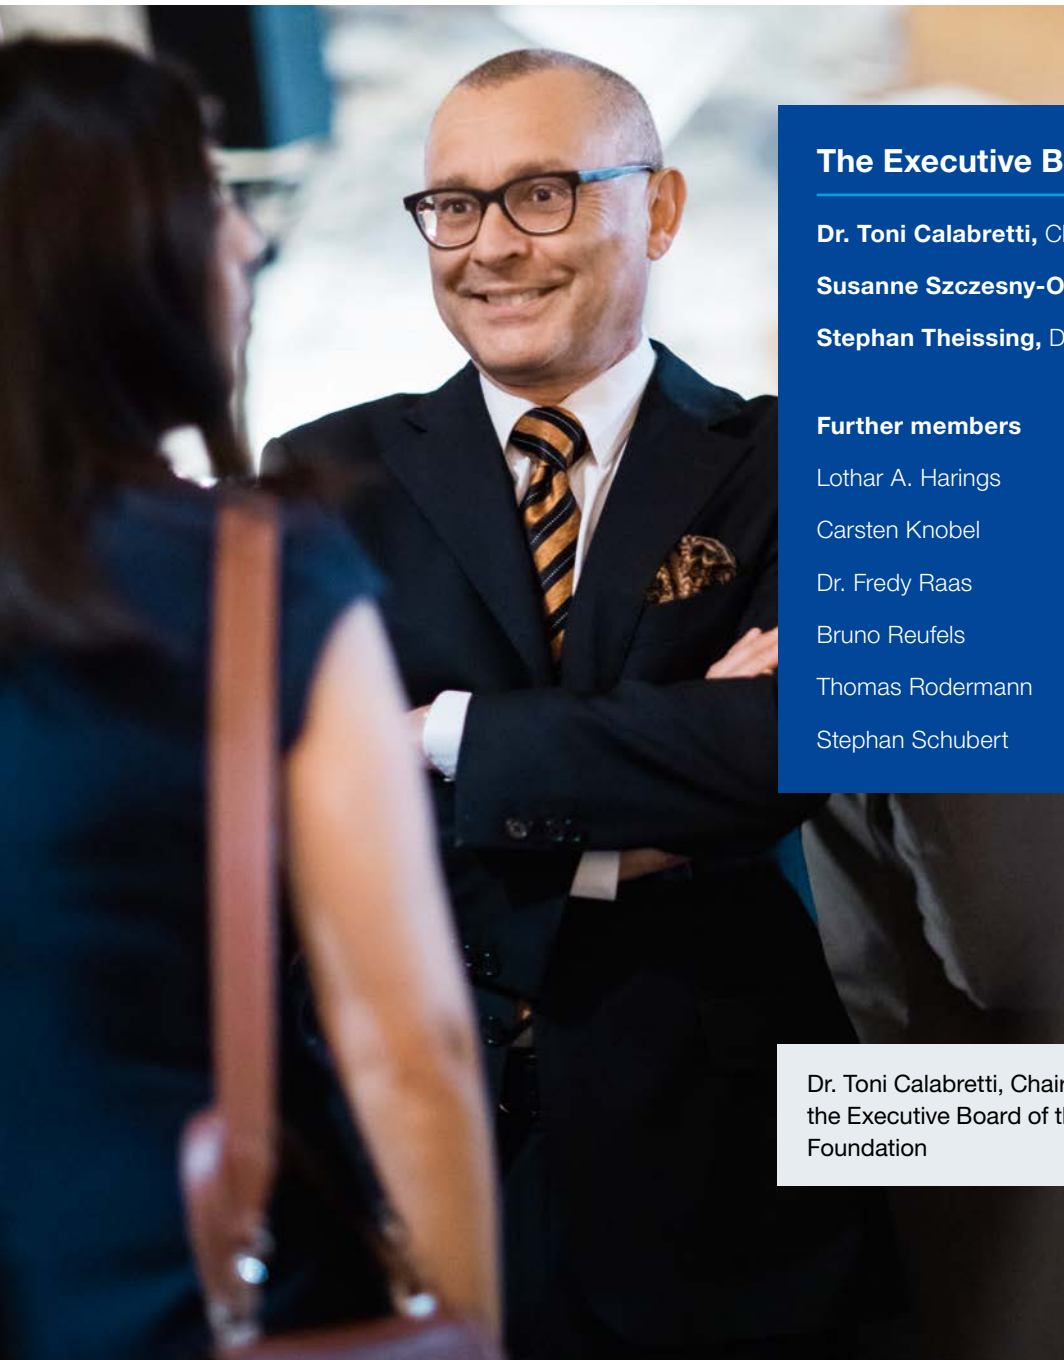 The Executive B
Dr. Toni Calabretti, Cl
Susanne Szczesny-O
Stephan Theissing, D
Further members
Lothar A. Harings
Carsten Knobel
Dr. Fredy Raas
Bruno Reufels
Thomas Rodermann
Stephan Schubert
Dr. Toni Calabretti, Chair
the Executive Board of t
Foundation